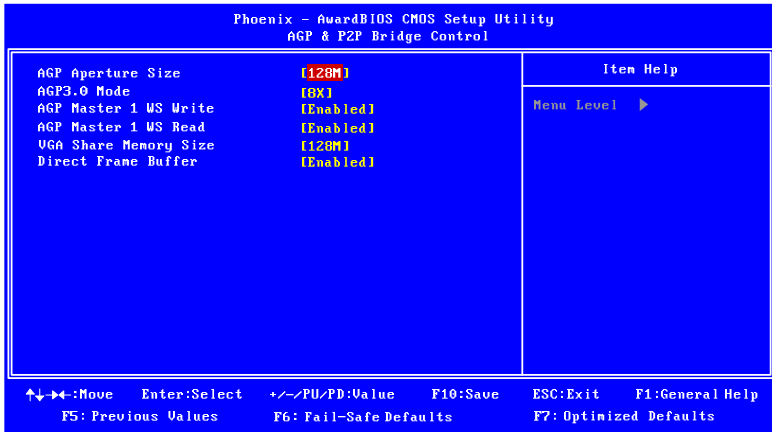 Phoenix - AwardBIOS CMOS Setup Utility
AGP & P2P Bridge Control
AGP Aperture Size [128M]
AGP3.0 Mode [8X]
AGP Master 1 WS Write [Enabled]
AGP Master 1 WS Read [Enabled]
VGA Share Memory Size [128M]
Direct Frame Buffer [Enabled]
Item Help
Menu Level ▶
↑↓→←:Move Enter:Select +/-/PU/PD:Value F10:Save ESC:Exit F1:General Help
F5: Previous Values F6: Fail-Safe Defaults F7: Optimized Defaults